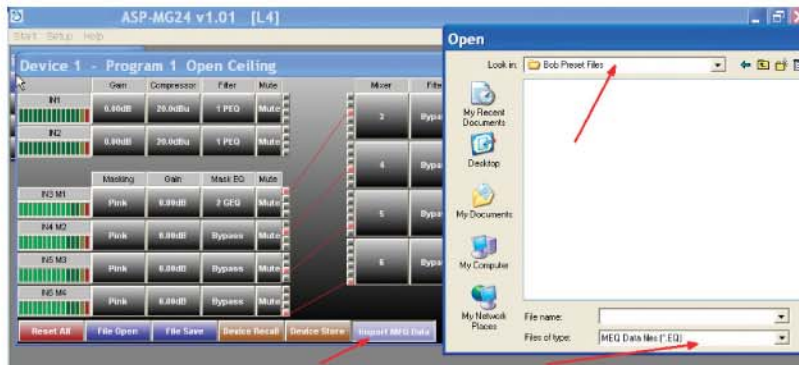 ASP-MG24 v1.01 [L4]
Start Setup Help
Device 1 - Program 1 Open Ceiling
Gain Compressor Filter Mute Mixer
IN1 0.00dB 20.0dBu 1 PEQ Mute 3
IN2 0.00dB 20.0dBu 1 PEQ Mute
4
Masking Gain Mask EQ Mute
IN3 M1 Pink 0.00dB 2 GEQ Mute 5
IN4 M2 Pink 0.00dB Bypass Mute
6
IN5 M3 Pink 0.00dB Bypass Mute
Pink 0.00dB Bypass Mute
Reset All File Open File Save Device Recall Device Store Import MEQ Data
Open
Look in: Bob Preset Files
My Recent
Documents
Desktop
My Documents
My Computer
My Network
Places
File name:
Files of type: MEQ Data files (*.EQ)